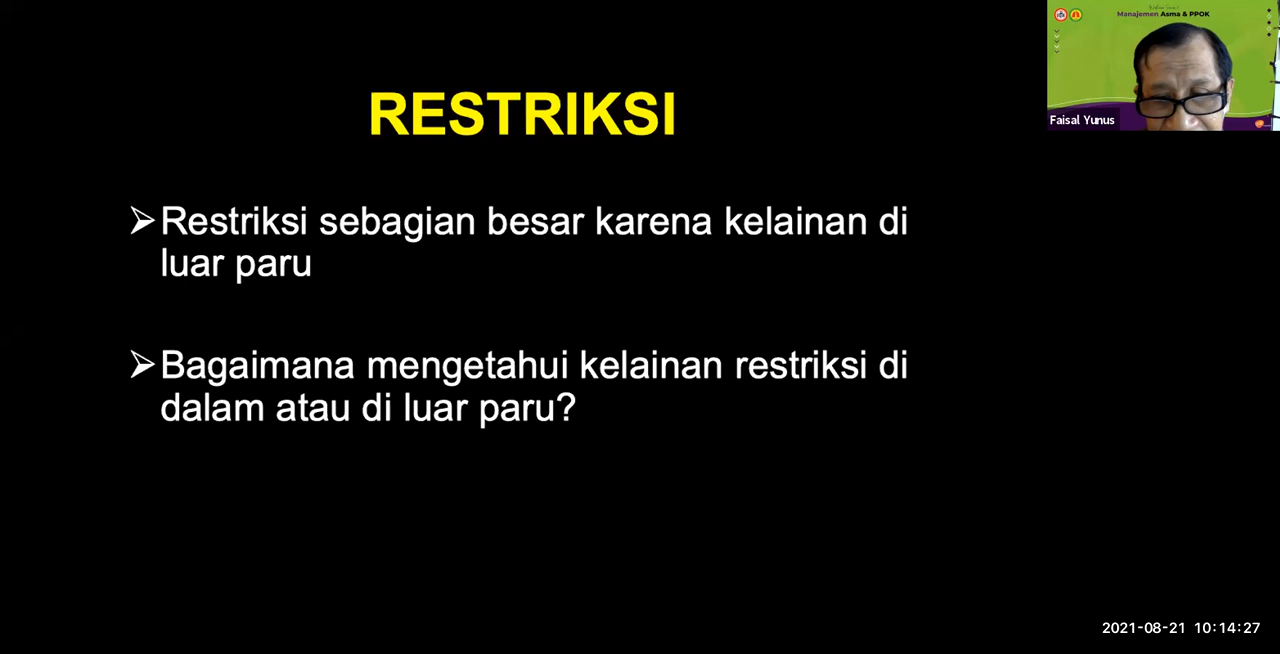 RESTRIKSI
➢Restriksi sebagian besar karena kelainan di
luar paru
➢Bagaimana mengetahui kelainan restriksi di
dalam atau di luar paru?
Manajemen Asma & PPOK
Faisal Yunus
2021-08-21 10:14:27